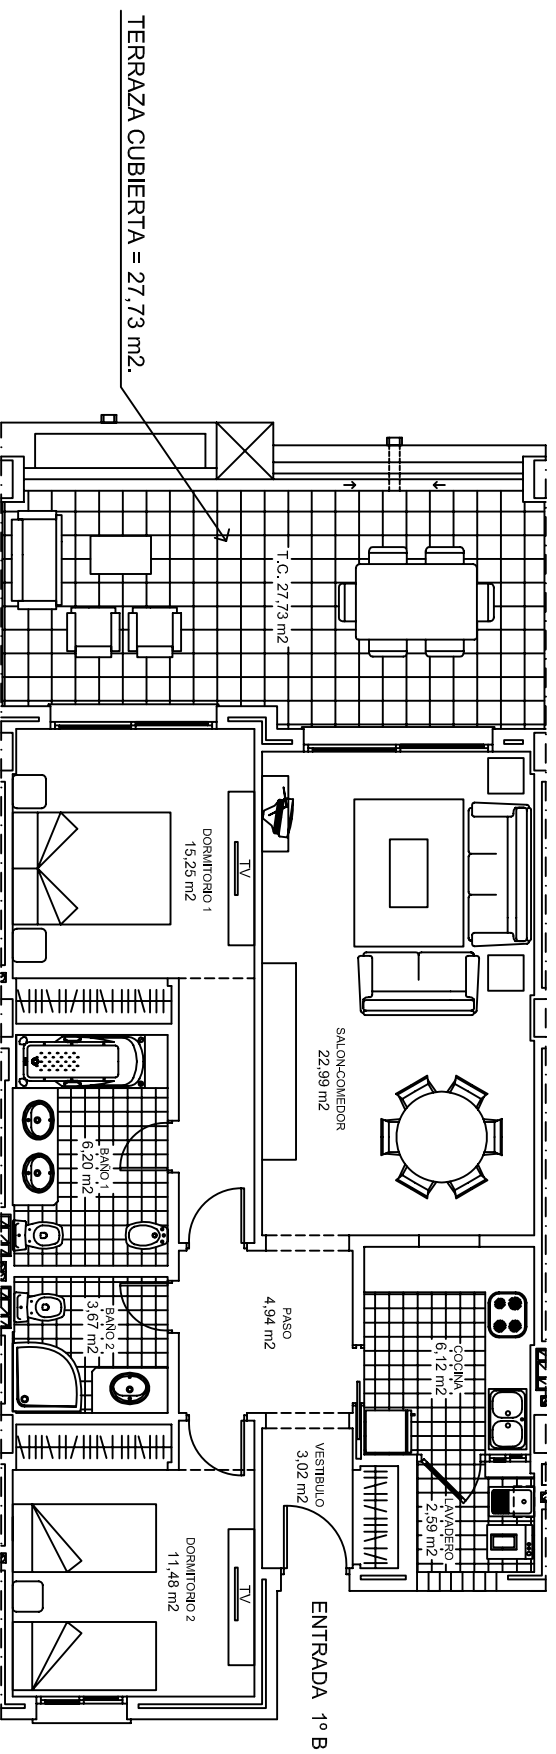 TERRAZA CUBIERTA = 27,73 m2.
T.C. 27,73 m2
TV
DORMITORIO 1
15,25 m2
SALON-COMEDOR
22,99 m2
BAÑO 1
6,20 m2
BAÑO 2
3,67 m2
PASO
4,94 m2
COCINA
6,12 m2
VESTIBULO
3,02 m2
LAVADERO
2,59 m2
TV
DORMITORIO 2
11,48 m2
ENTRADA 1º B